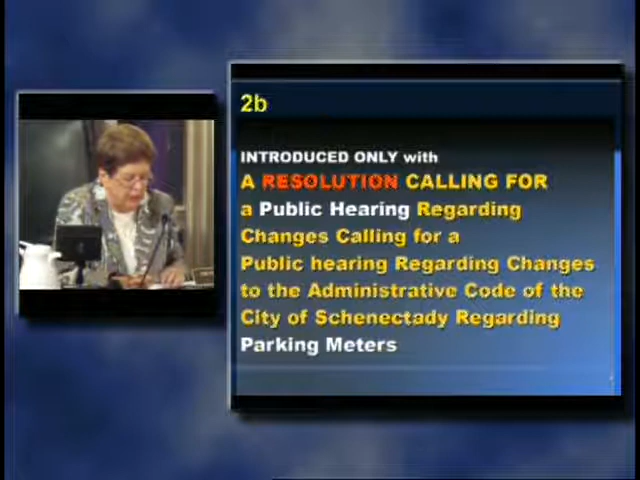 2b
INTRODUCED ONLY with
A RESOLUTION CALLING FOR
a Public Hearing Regarding
Changes Calling for a
Public hearing Regarding Changes
to the Administrative Code of the
City of Schenectady Regarding
Parking Meters